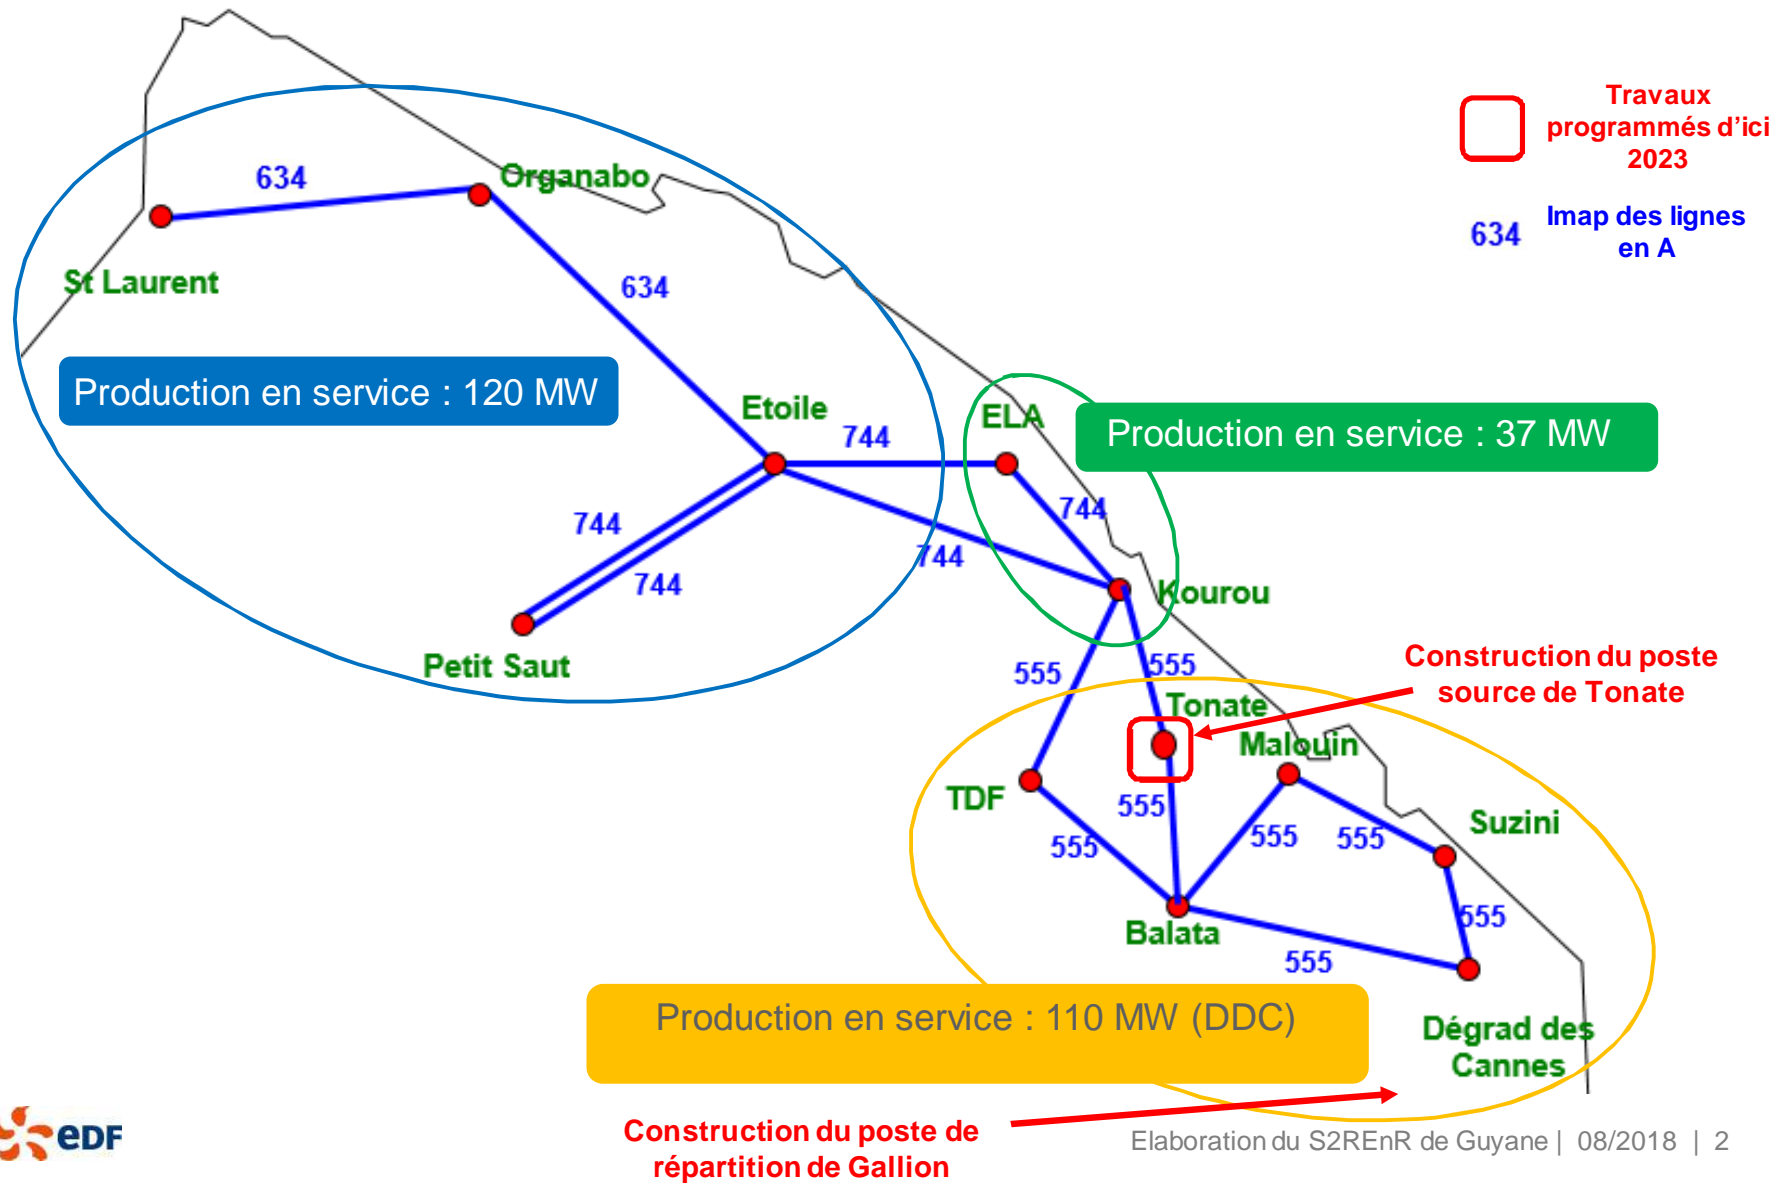 Travaux
programmés d'ici
2023
634
Imap des lignes
en A
634
Organabo
St Laurent
634
Production en service : 120 MW
Etoile
744
ELA
Production en service : 37 MW
744
744
744
744
Kourou
Petit Saut
555
555
Construction du poste
source de Tonate
Tonate
Malouin
TDF
555
Suzini
555
555
555
555
Balata
555
Production en service : 110 MW (DDC)
Dégrad des
Cannes
Construction du poste de
répartition de Gallion
edF
Elaboration du S2REnR de Guyane | 08/2018 | 2